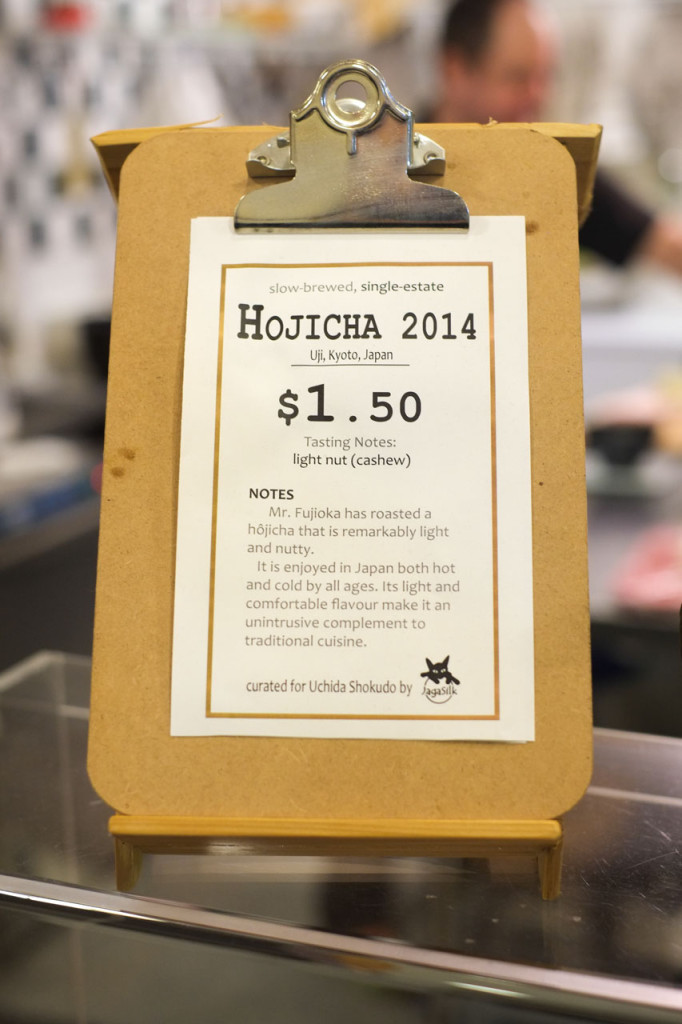 slow-brewed, single-estate
HOJICHA 2014
Uji, Kyoto, Japan
$1.50
Tasting Notes:
light nut (cashew)
NOTES
Mr. Fujioka has roasted a
hôjicha that is remarkably light
and nutty.
It is enjoyed in Japan both hot
and cold by all ages. Its light and
comfortable flavour make it an
unintrusive complement to
traditional cuisine.
curated for Uchida Shokudo by JagaSilk